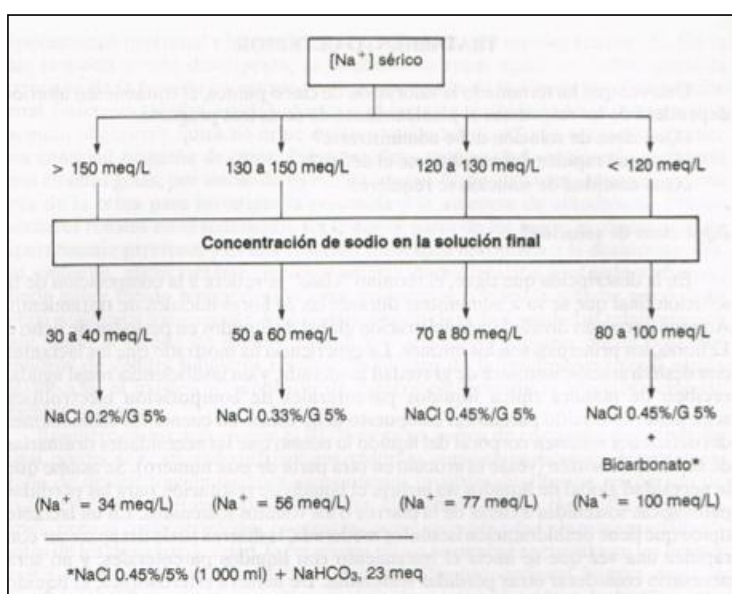 [Na⁺] sérico
> 150 meq/L 130 a 150 meq/L 120 a 130 meq/L < 120 meq/L
Concentración de sodio en la solución final
30 a 40 meq/L 50 a 60 meq/L 70 a 80 meq/L 80 a 100 meq/L
NaCl 0.2%/G 5% NaCl 0.33%/G 5% NaCl 0.45%/G 5% NaCl 0.45%/G 5%
+
Bicarbonato*
(Na⁺ = 34 meq/L) (Na⁺ = 56 meq/L) (Na⁺ = 77 meq/L) (Na⁺ = 100 meq/L)
*NaCl 0.45%/5% (1 000 ml) + NaHCO₃, 23 meq